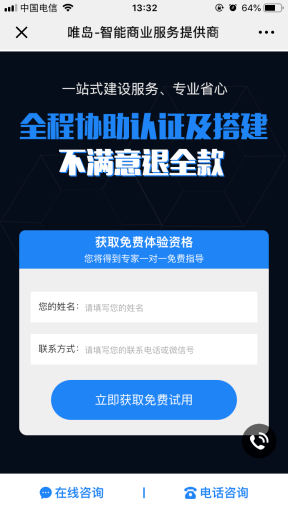 中国电信 13:32 64%
唯岛-智能商业服务提供商
一站式建设服务、专业省心
全程协助认证及搭建
不满意退全款
获取免费体验资格
您将得到专家一对一免费指导
您的姓名： 请填写您的姓名
联系方式： 请填写您的联系电话或微信号
立即获取免费试用
在线咨询 电话咨询